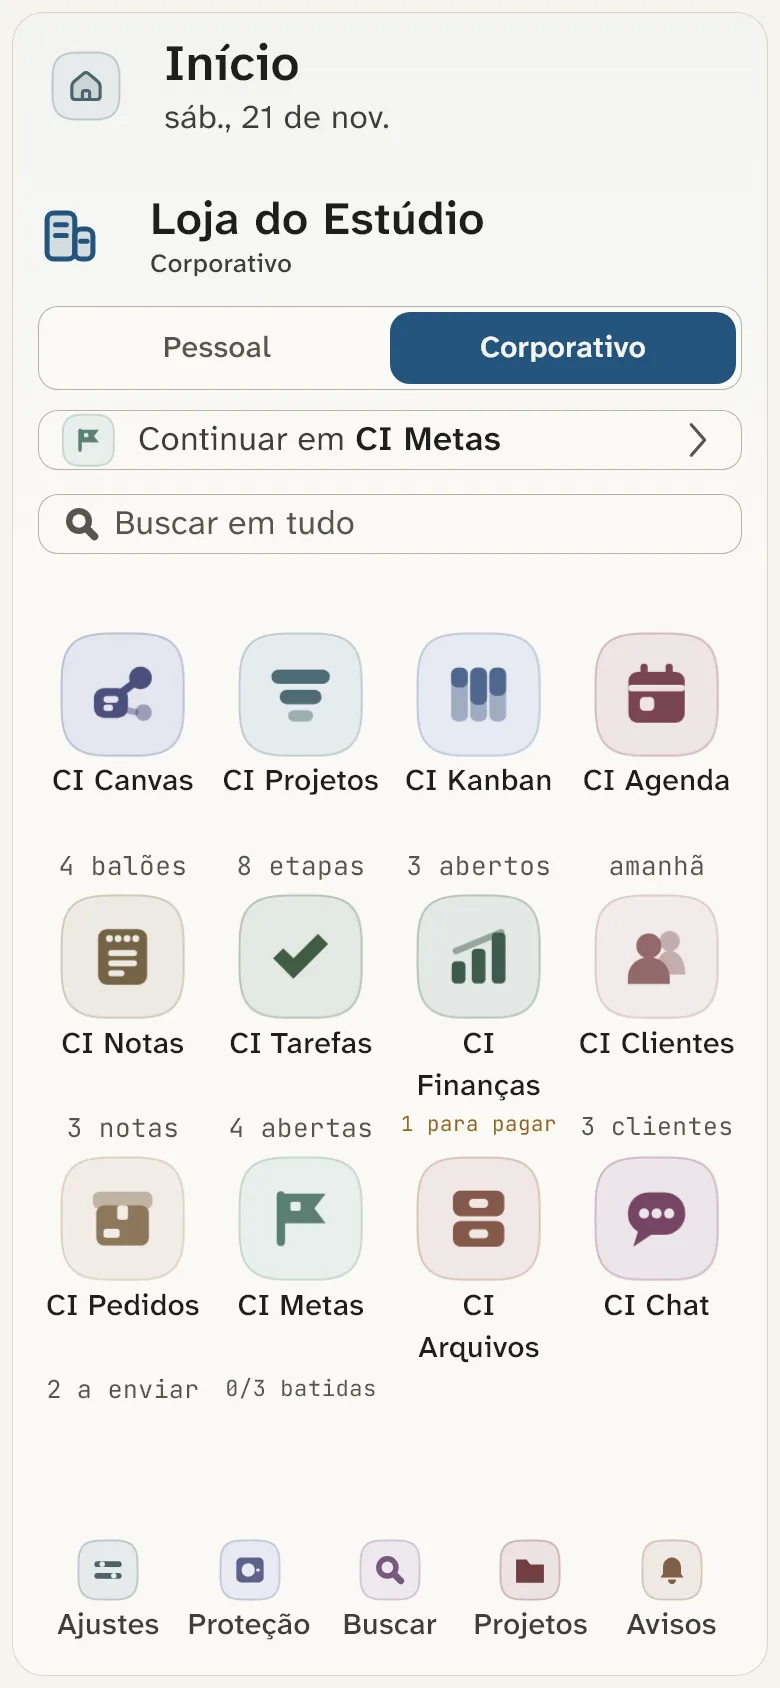 Início
sáb., 21 de nov.
Loja do Estúdio
Corporativo
Pessoal Corporativo
Continuar em CI Metas
Buscar em tudo
CI Canvas CI Projetos CI Kanban CI Agenda
4 balões 8 etapas 3 abertos amanhã
CI Notas CI Tarefas CI Finanças CI Clientes
3 notas 4 abertas 1 para pagar 3 clientes
CI Pedidos CI Metas CI Arquivos CI Chat
2 a enviar 0/3 batidas
Ajustes Proteção Buscar Projetos Avisos